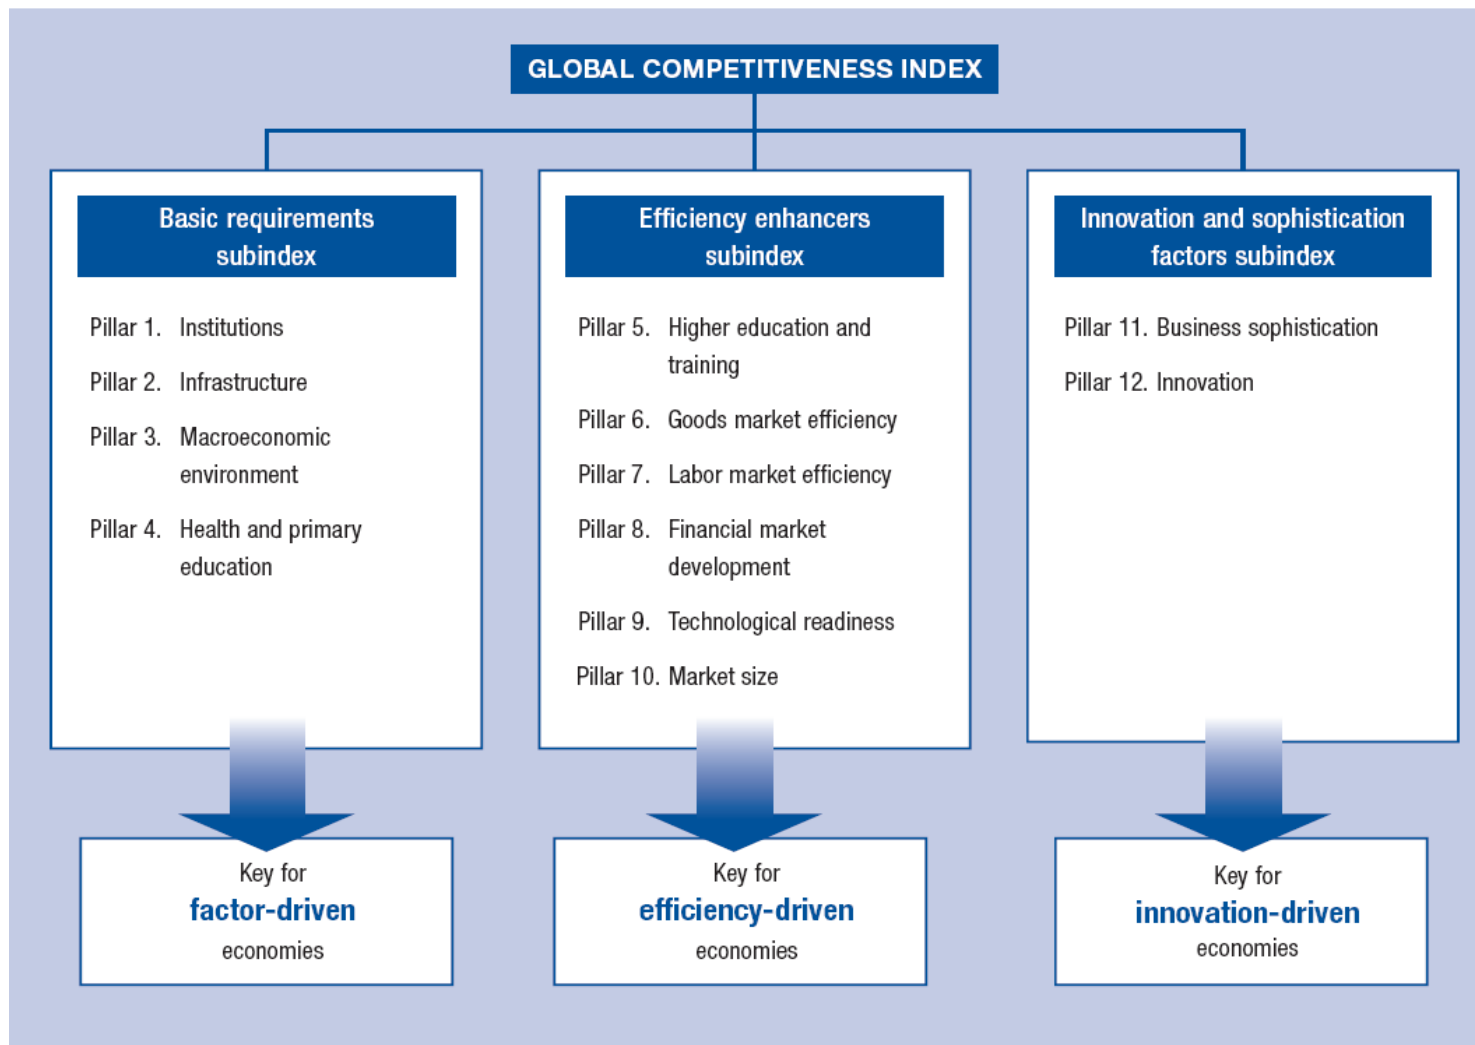 GLOBAL COMPETITIVENESS INDEX
Basic requirements
subindex
Pillar 1. Institutions
Pillar 2. Infrastructure
Pillar 3. Macroeconomic
environment
Pillar 4. Health and primary
education
Key for
factor-driven
economies
Efficiency enhancers
subindex
Pillar 5. Higher education and
training
Pillar 6. Goods market efficiency
Pillar 7. Labor market efficiency
Pillar 8. Financial market
development
Pillar 9. Technological readiness
Pillar 10. Market size
Key for
efficiency-driven
economies
Innovation and sophistication
factors subindex
Pillar 11. Business sophistication
Pillar 12. Innovation
Key for
innovation-driven
economies